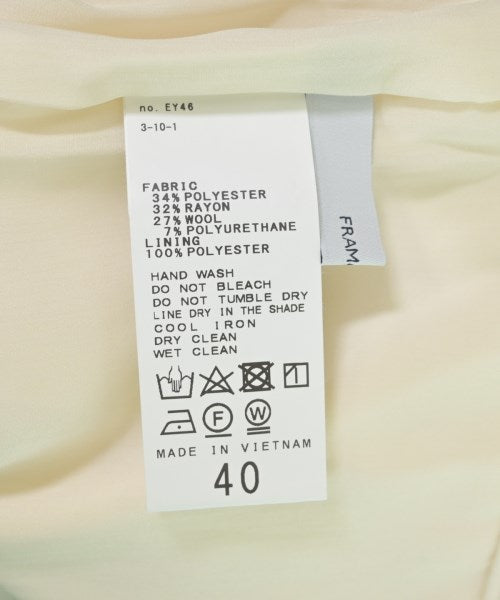 no. EY46
3-10-1
FABRIC
34% POLYESTER
32% RAYON
27% WOOL
7% POLYURETHANE
LINING
100% POLYESTER
HAND WASH
DO NOT BLEACH
DO NOT TUMBLE DRY
LINE DRY IN THE SHADE
COOL IRON
DRY CLEAN
WET CLEAN
F
W
MADE IN VIETNAM
40
FRAM